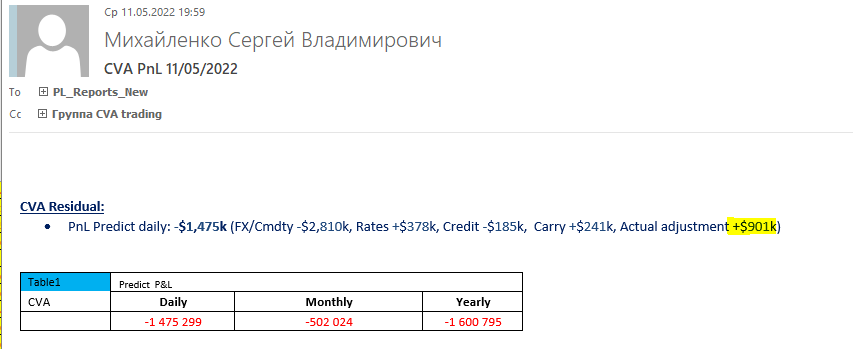 Ср 11.05.2022 19:59
Михайленко Сергей Владимирович
CVA PnL 11/05/2022
To PL_Reports_New
Cc Группа CVA trading
CVA Residual:
• PnL Predict daily: -$1,475k (FX/Cmdty -$2,810k, Rates +$378k, Credit -$185k, Carry +$241k, Actual adjustment +$901k)
Table1 Predict P&L
CVA Daily Monthly Yearly
-1 475 299 -502 024 -1 600 795